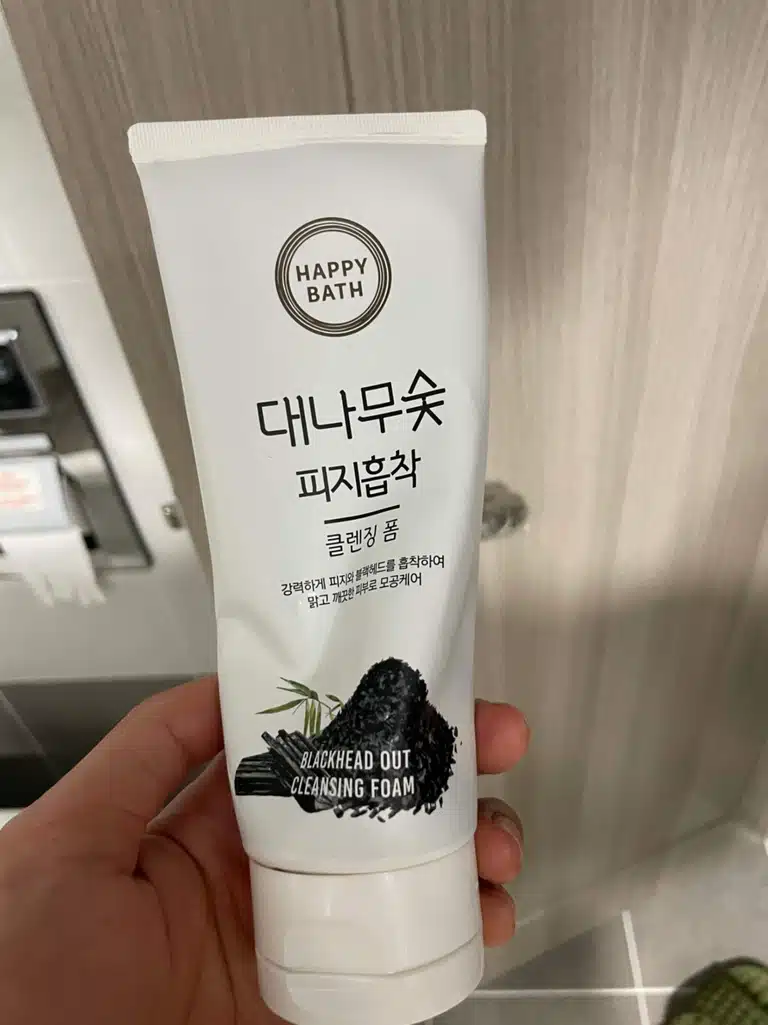 HAPPY
BATH
대나무숯
피지흡착
클렌징 폼
강력하게 피지와 블랙헤드를 흡착하여
맑고 깨끗한 피부로 모공케어
BLACKHEAD OUT
CLEANSING FOAM